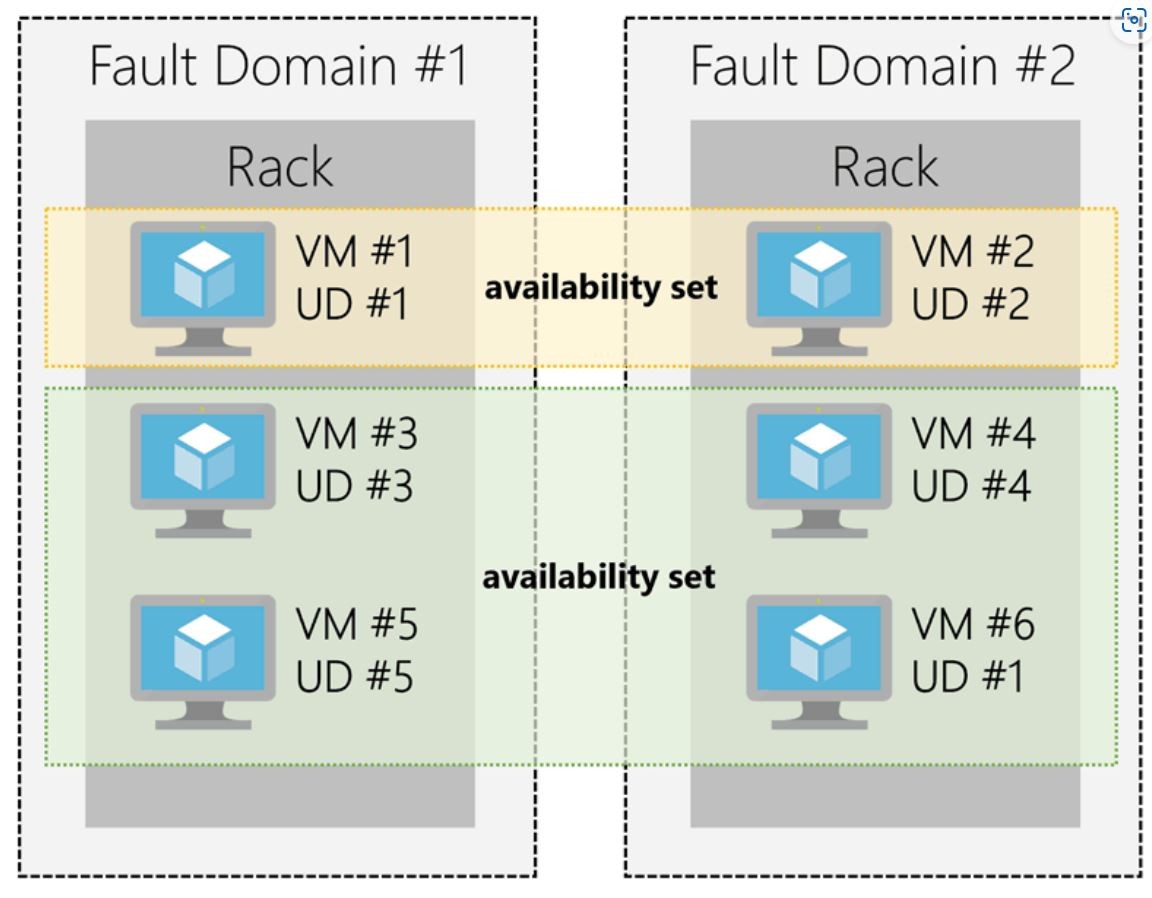 Fault Domain #1
Rack
VM #1
UD #1
Fault Domain #2
Rack
VM #2
UD #2
availability set
VM #3
UD #3
VM #4
UD #4
availability set
VM #5
UD #5
VM #6
UD #1